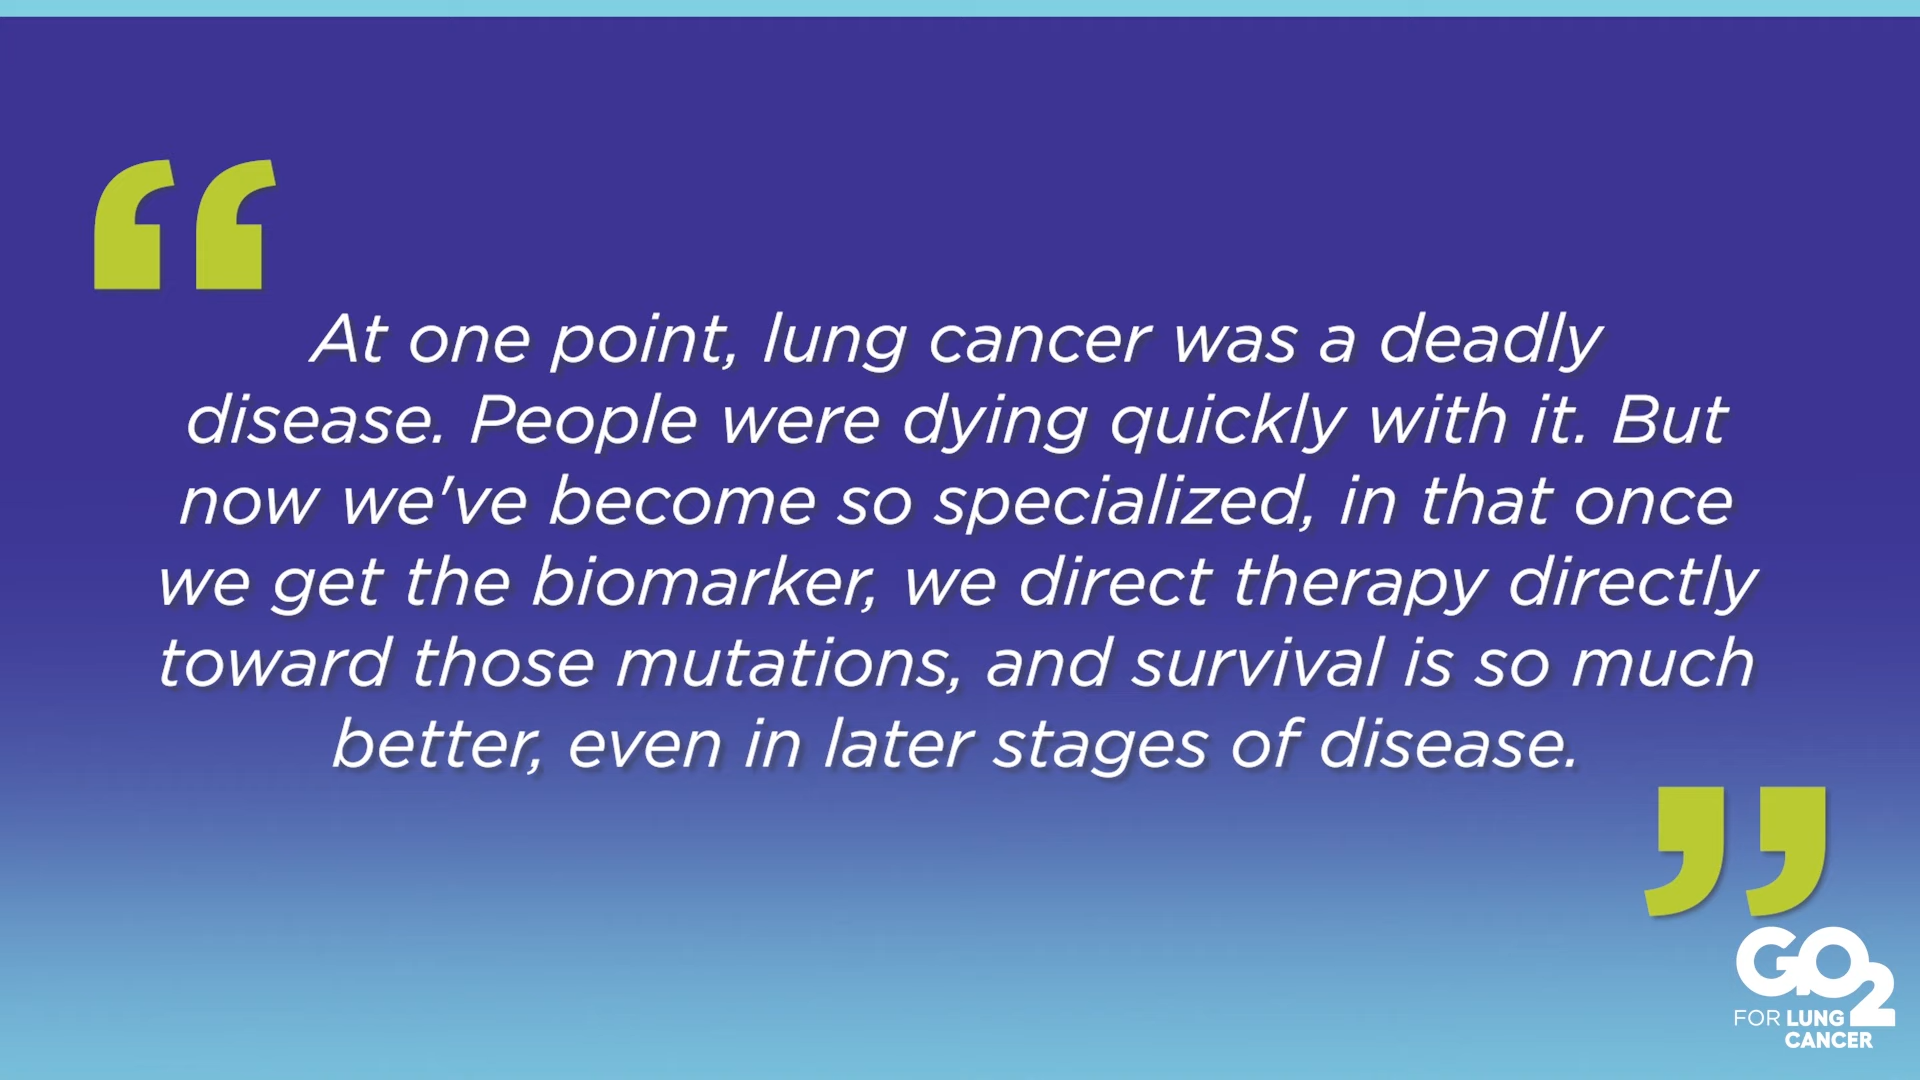 “
At one point, lung cancer was a deadly
disease. People were dying quickly with it. But
now we've become so specialized, in that once
we get the biomarker, we direct therapy directly
toward those mutations, and survival is so much
better, even in later stages of disease.
”
GO2
FOR LUNG
CANCER